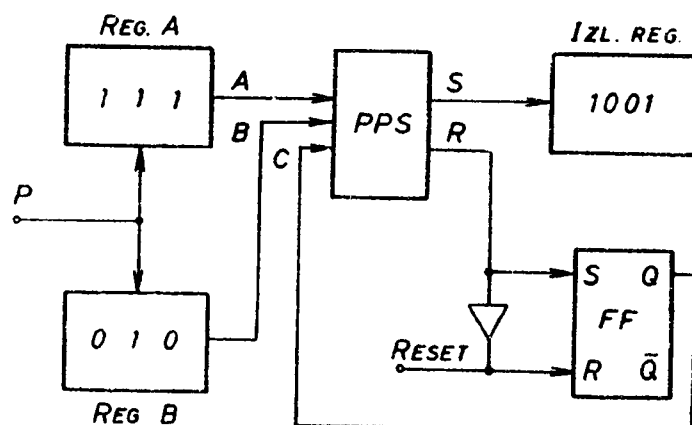 REG. A
IZL. REG.
1 1 1
A
B
C
PPS
S
R
1001
P
0 1 0
REG B
RESET
S Q
FF
R Q̄